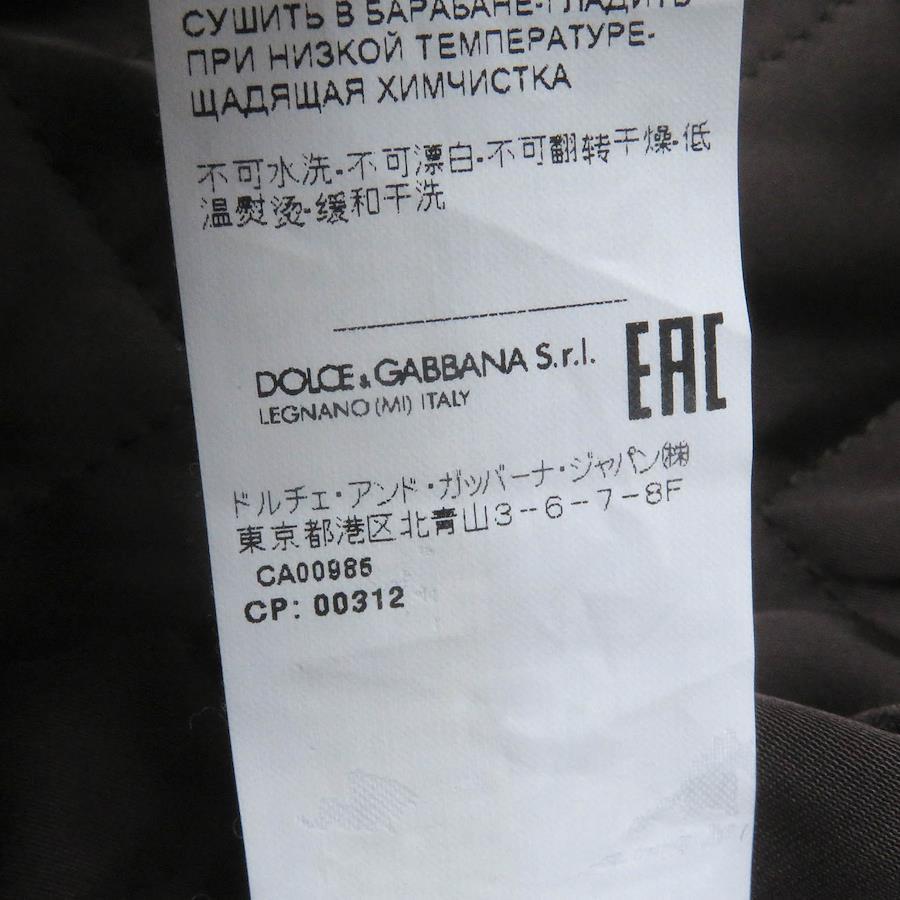 СУШИТЬ В БАРАБАНЕ-ГЛАДИТЬ
ПРИ НИЗКОЙ ТЕМПЕРАТУРЕ-
ЩАДЯЩАЯ ХИМЧИСТКА
不可水洗-不可漂白-不可翻转干燥-低
温熨烫-缓和干洗
DOLCE & GABBANA S.r.l.
LEGNANO (MI) ITALY
EAC
ドルチェ・アンド・ガッバーナ・ジャパン㈱
東京都港区北青山3-6-7-8F
CA00985
CP: 00312